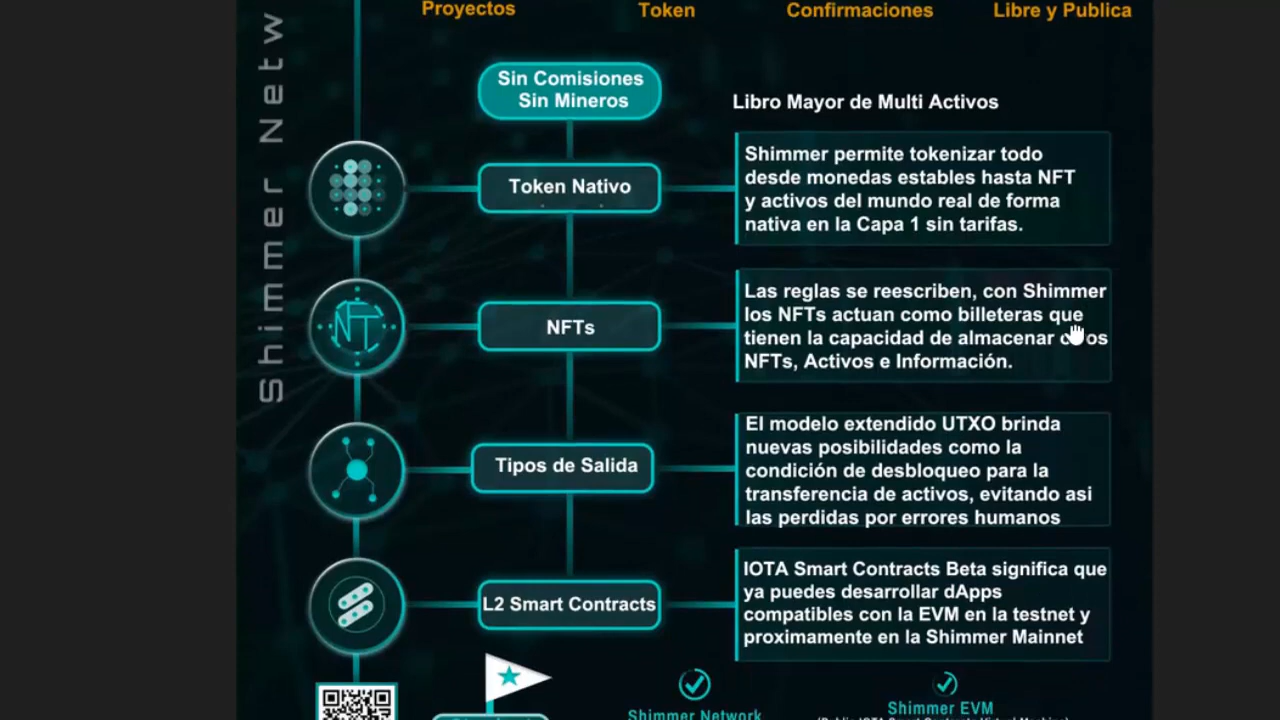 Proyectos
Token
Confirmaciones
Libre y Publica
Shimmer Netw
Sin Comisiones
Sin Mineros
Libro Mayor de Multi Activos
Token Nativo
Shimmer permite tokenizar todo
desde monedas estables hasta NFT
y activos del mundo real de forma
nativa en la Capa 1 sin tarifas.
NFTs
Las reglas se reescriben, con Shimmer
los NFTs actuan como billeteras que
tienen la capacidad de almacenar
NFTs, Activos e Información.
Tipos de Salida
El modelo extendido UTXO brinda
nuevas posibilidades como la
condición de desbloqueo para la
transferencia de activos, evitando asi
las perdidas por errores humanos
L2 Smart Contracts
IOTA Smart Contracts Beta significa que
ya puedes desarrollar dApps
compatibles con la EVM en la testnet y
proximamente en la Shimmer Mainnet
Shimmer Network
Shimmer EVM